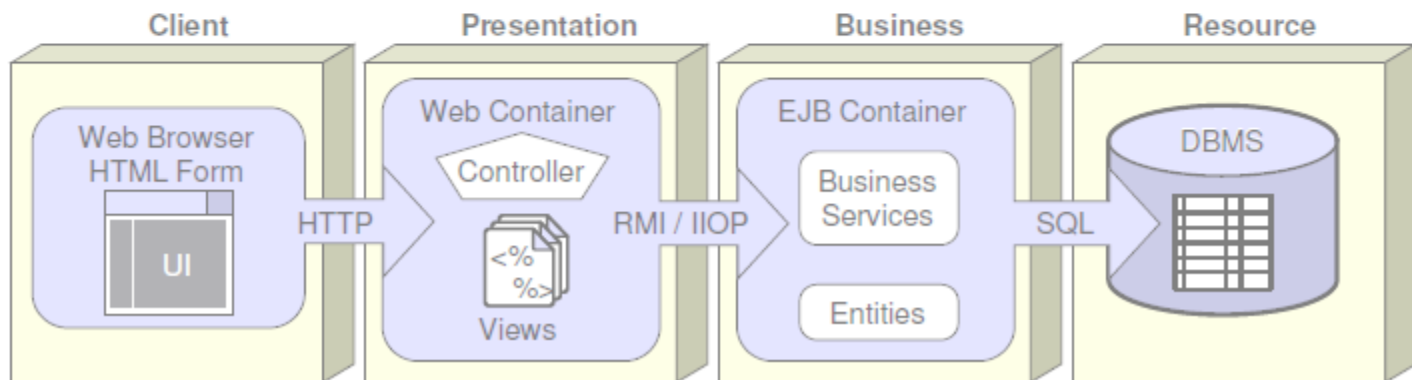 Client
Presentation
Business
Resource
Web Browser
HTML Form
UI
HTTP
Web Container
Controller
<%
%>
Views
RMI / IIOP
EJB Container
Business
Services
Entities
SQL
DBMS